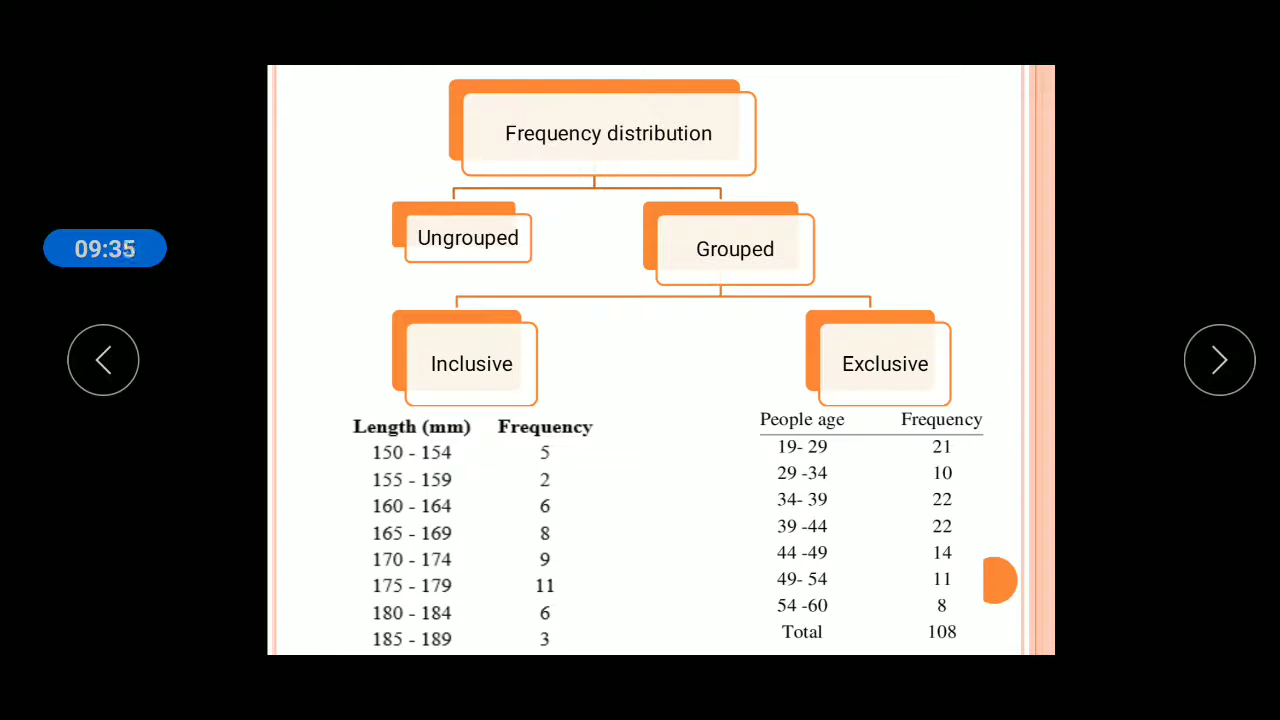 Frequency distribution
09:35
Ungrouped
Grouped
Inclusive
Exclusive
Length (mm) Frequency
150 - 154 5
155 - 159 2
160 - 164 6
165 - 169 8
170 - 174 9
175 - 179 11
180 - 184 6
185 - 189 3
People age Frequency
19- 29 21
29 -34 10
34- 39 22
39 -44 22
44 -49 14
49- 54 11
54 -60 8
Total 108